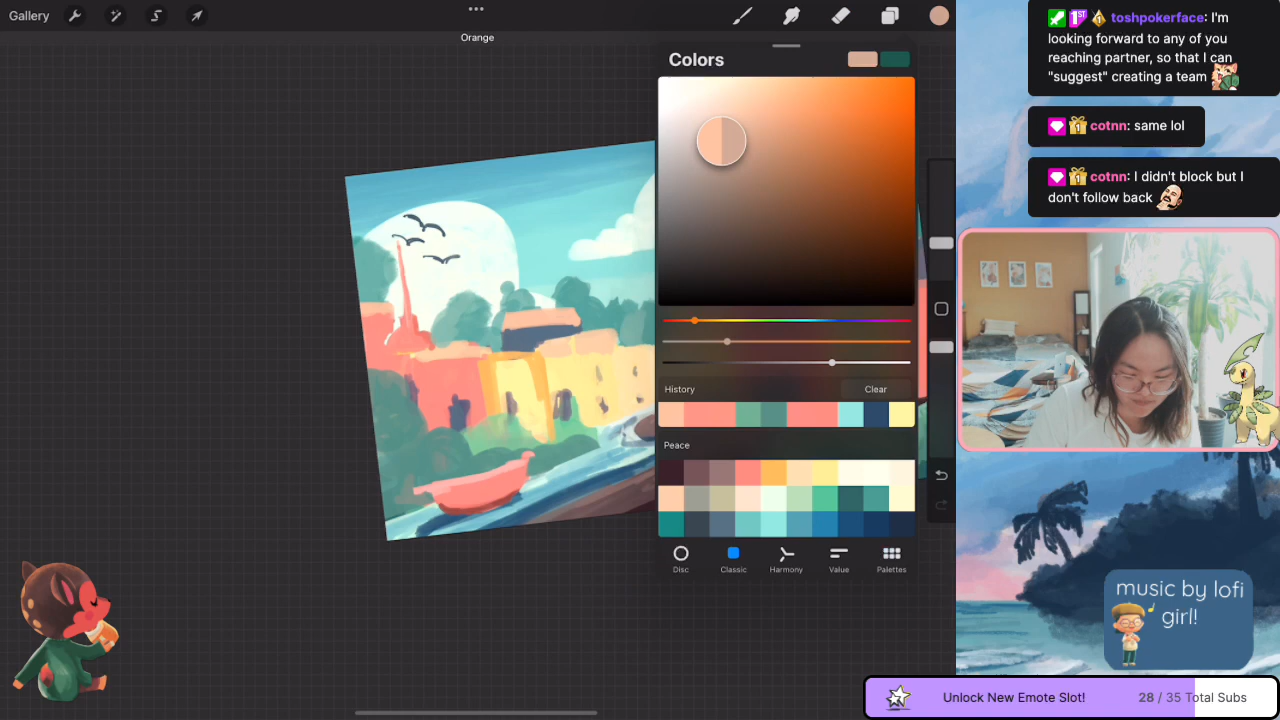 Gallery
Orange
Colors
History
Clear
Peace
Disc
Classic
Harmony
Value
Palettes
toshpokerface: I'm
looking forward to any of you
reaching partner, so that I can
"suggest" creating a team
cotnn: same lol
cotnn: I didn't block but I
don't follow back
music by lofi
girl!
Unlock New Emote Slot!
28 / 35 Total Subs